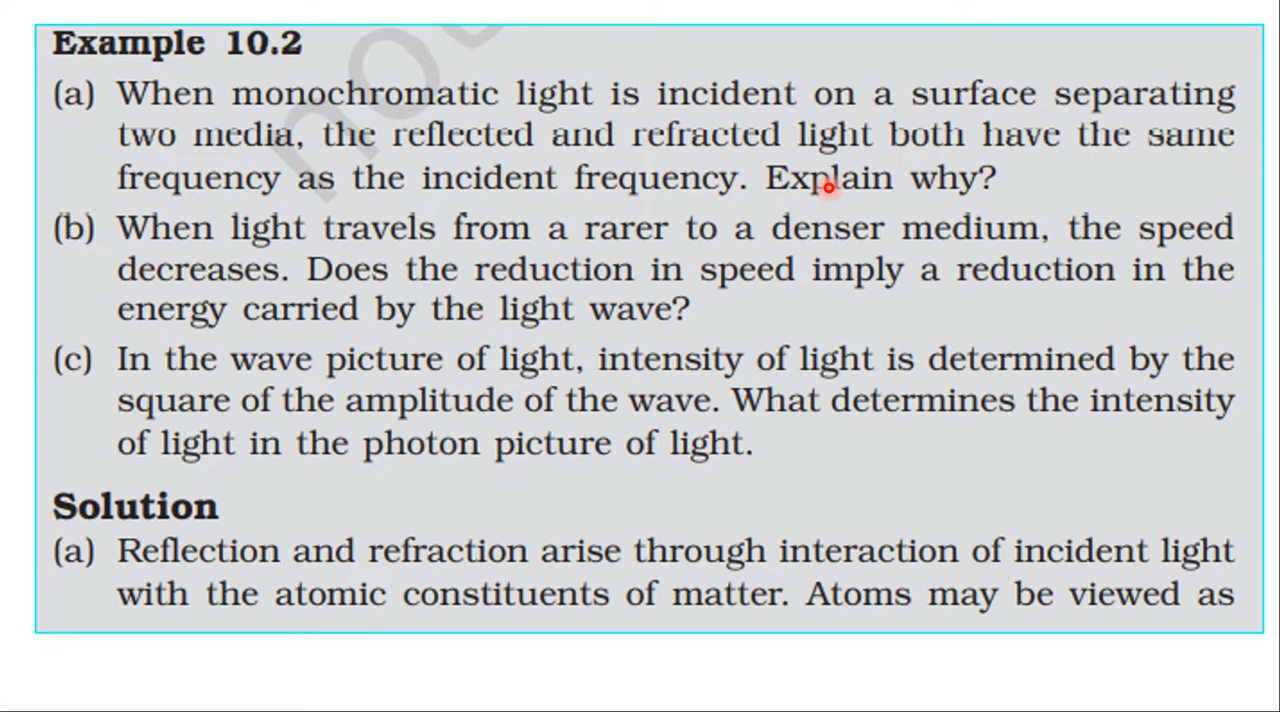 Example 10.2
(a) When monochromatic light is incident on a surface separating
two media, the reflected and refracted light both have the same
frequency as the incident frequency. Explain why?
(b) When light travels from a rarer to a denser medium, the speed
decreases. Does the reduction in speed imply a reduction in the
energy carried by the light wave?
(c) In the wave picture of light, intensity of light is determined by the
square of the amplitude of the wave. What determines the intensity
of light in the photon picture of light.
Solution
(a) Reflection and refraction arise through interaction of incident light
with the atomic constituents of matter. Atoms may be viewed as
not